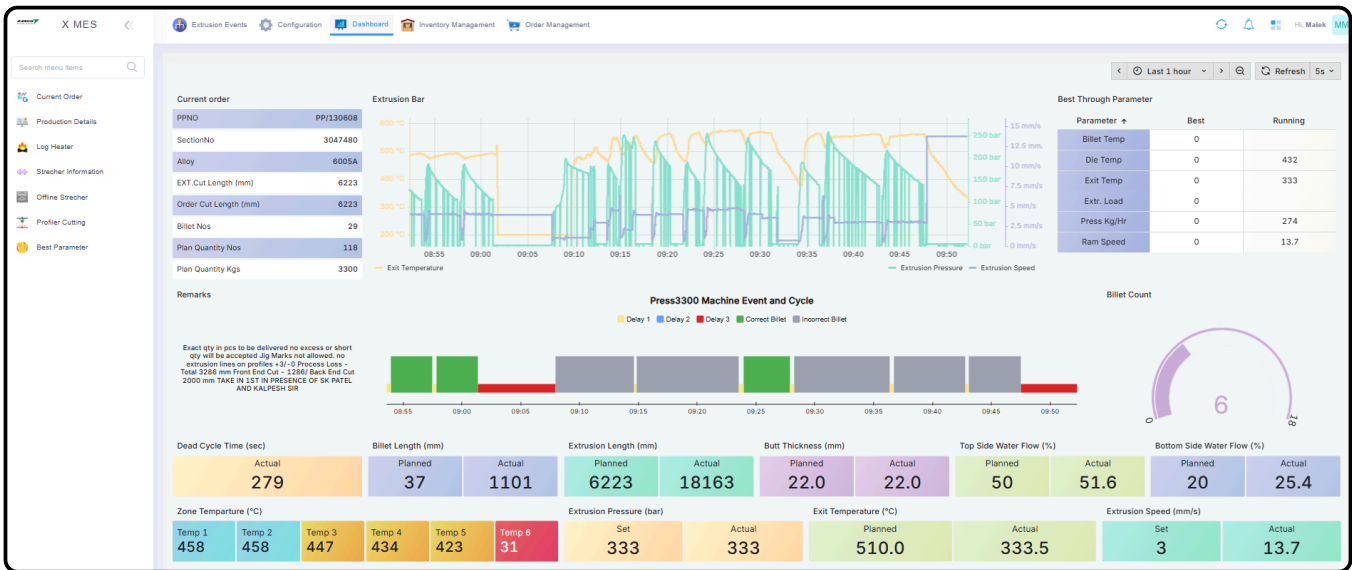 X MES
Extrusion Events
Configuration
Dashboard
Inventory Management
Order Management
Hi, Malek
MM
Search menu items
Current Order
Production Details
Log Heater
Strecher Information
Offline Strecher
Profiler Cutting
Best Parameter
Last 1 hour
Refresh
5s
Current order
PPNO PP/130608
SectionNo 3047480
Alloy 6005A
EXT.Cut Length (mm) 6223
Order Cut Length (mm) 6223
Billet Nos 29
Plan Quantity Nos 118
Plan Quantity Kgs 3300
Extrusion Bar
600 °C
500 °C
400 °C
300 °C
200 °C
250 bar
200 bar
150 bar
100 bar
50 bar
0 bar
15 mm/s
12.5 mm.
10 mm/s
7.5 mm/s
5 mm/s
2.5 mm/s
0 mm/s
08:55 09:00 09:05 09:10 09:15 09:20 09:25 09:30 09:35 09:40 09:45 09:50
Exit Temperature
Extrusion Pressure
Extrusion Speed
Best Through Parameter
Parameter ↑ Best Running
Billet Temp 0
Die Temp 0 432
Exit Temp 0 333
Extr. Load 0
Press Kg/Hr 0 274
Ram Speed 0 13.7
Remarks
Exact qty in pcs to be delivered no excess or short
qty will be accepted Jig Marks not allowed. no
extrusion lines on profiles +3/-0 Process Loss -
Total 3286 mm Front End Cut - 1286/ Back End Cut
2000 mm TAKE IN 1ST IN PRESENCE OF SK PATEL
AND KALPESH SIR
Press3300 Machine Event and Cycle
Delay 1 Delay 2 Delay 3 Correct Billet Incorrect Billet
08:55 09:00 09:05 09:10 09:15 09:20 09:25 09:30 09:35 09:40 09:45 09:50
Billet Count
6
0
18
Dead Cycle Time (sec)
Actual
279
Billet Length (mm)
Planned Actual
37 1101
Extrusion Length (mm)
Planned Actual
6223 18163
Butt Thickness (mm)
Planned Actual
22.0 22.0
Top Side Water Flow (%)
Planned Actual
50 51.6
Bottom Side Water Flow (%)
Planned Actual
20 25.4
Zone Temparture (°C)
Temp 1 Temp 2 Temp 3 Temp 4 Temp 5 Temp 6
458 458 447 434 423 31
Extrusion Pressure (bar)
Set Actual
333 333
Exit Temperature (°C)
Planned Actual
510.0 333.5
Extrusion Speed (mm/s)
Set Actual
3 13.7